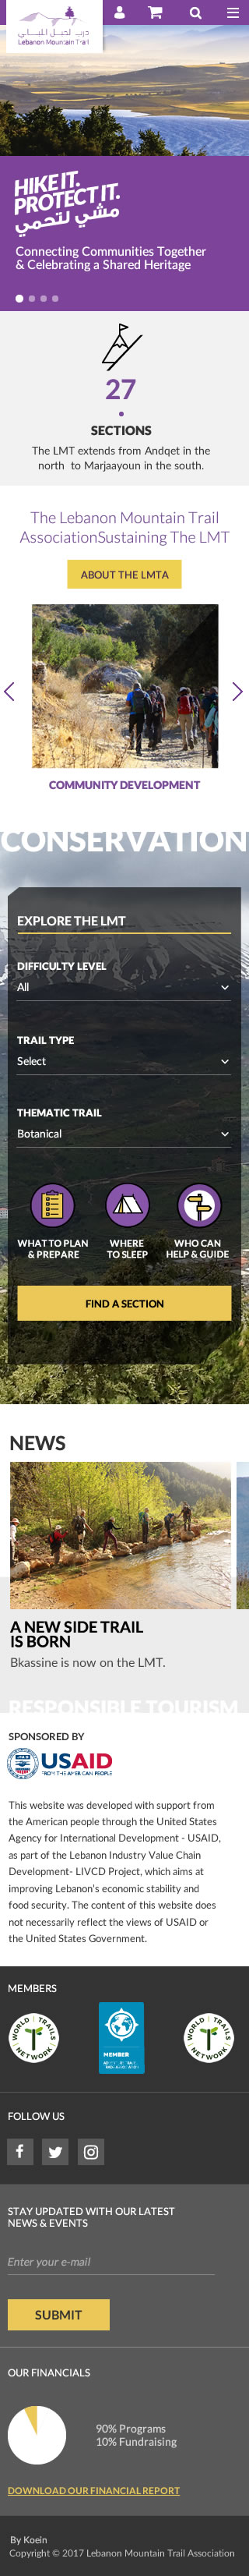 درب الجبل اللبناني
Lebanon Mountain Trail
HIKE IT.
PROTECT IT.
مشي لتحمي
Connecting Communities Together
& Celebrating a Shared Heritage
27
SECTIONS
The LMT extends from Andqet in the
north to Marjaayoun in the south.
The Lebanon Mountain Trail
AssociationSustaining The LMT
ABOUT THE LMTA
COMMUNITY DEVELOPMENT
CONSERVATION
EXPLORE THE LMT
DIFFICULTY LEVEL
All
TRAIL TYPE
Select
THEMATIC TRAIL
Botanical
WHAT TO PLAN
& PREPARE
WHERE
TO SLEEP
WHO CAN
HELP & GUIDE
FIND A SECTION
NEWS
A NEW SIDE TRAIL
IS BORN
Bkassine is now on the LMT.
RESPONSIBLE TOURISM
SPONSORED BY
USAID
FROM THE AMERICAN PEOPLE
This website was developed with support from
the American people through the United States
Agency for International Development - USAID,
as part of the Lebanon Industry Value Chain
Development- LIVCD Project, which aims at
improving Lebanon's economic stability and
food security. The content of this website does
not necessarily reflect the views of USAID or
the United States Government.
MEMBERS
WORLD TRAILS NETWORK
MEMBER
WORLD TRAILS NETWORK
FOLLOW US
STAY UPDATED WITH OUR LATEST
NEWS & EVENTS
Enter your e-mail
SUBMIT
OUR FINANCIALS
90% Programs
10% Fundraising
DOWNLOAD OUR FINANCIAL REPORT
By Koein
Copyright © 2017 Lebanon Mountain Trail Association